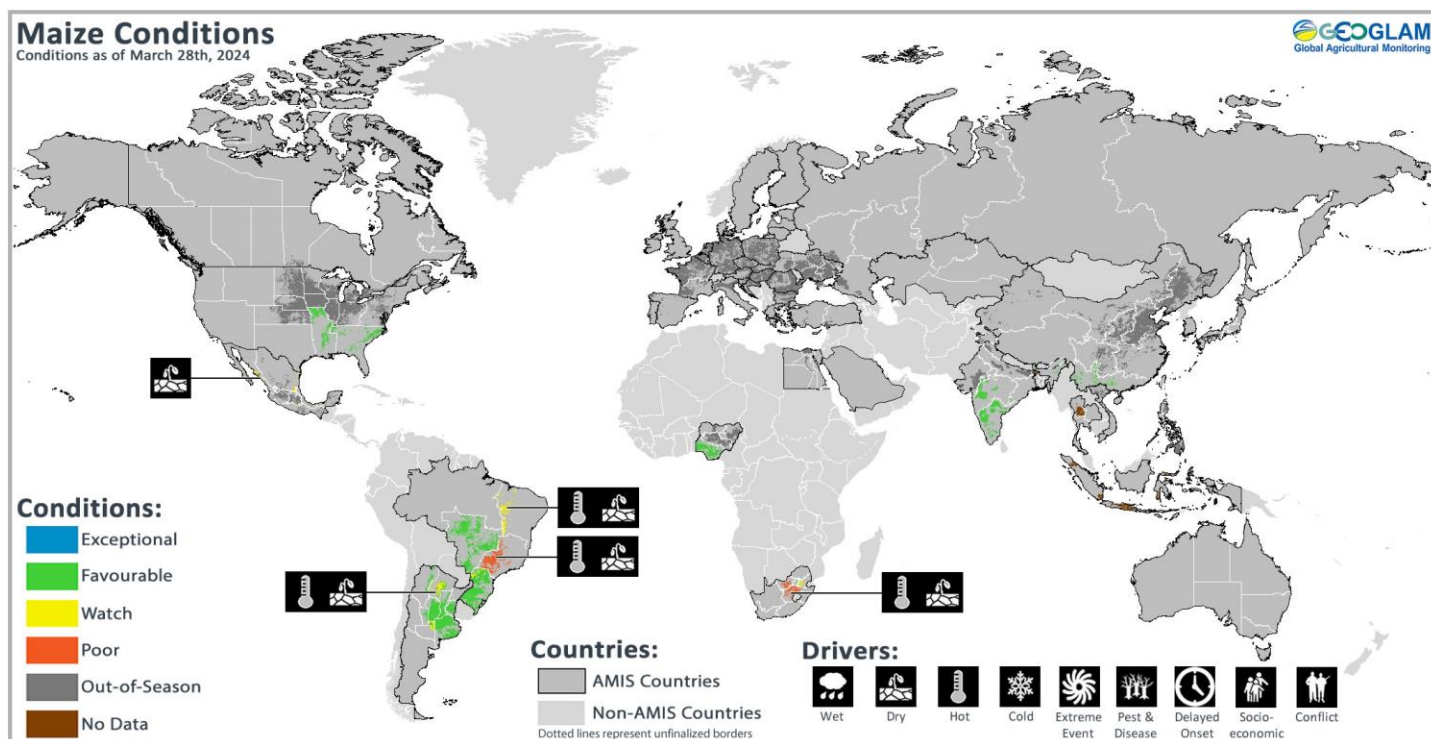 Maize Conditions
Conditions as of March 28th, 2024
GEOGLAM
Global Agricultural Monitoring
Conditions:
Exceptional
Favourable
Watch
Poor
Out-of-Season
No Data
Countries:
AMIS Countries
Non-AMIS Countries
Dotted lines represent unfinalized borders
Drivers:
Wet
Dry
Hot
Cold
Extreme
Event
Pest &
Disease
Delayed
Onset
Socio-
economic
Conflict